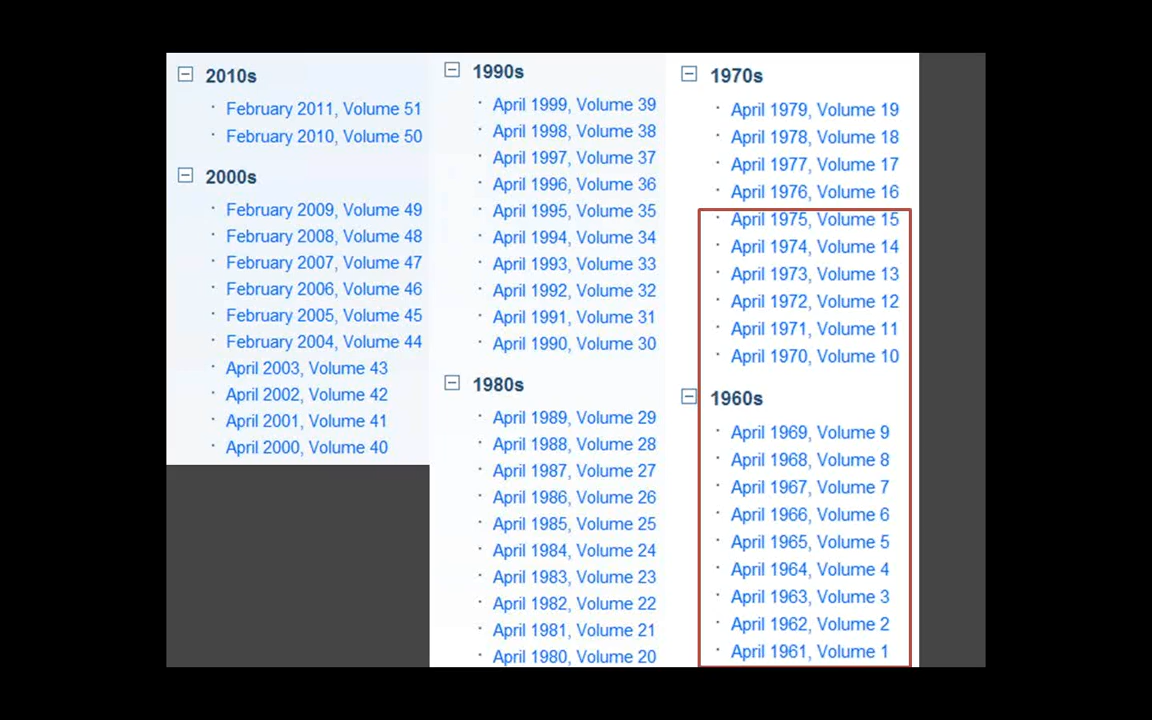 2010s
February 2011, Volume 51
February 2010, Volume 50
2000s
February 2009, Volume 49
February 2008, Volume 48
February 2007, Volume 47
February 2006, Volume 46
February 2005, Volume 45
February 2004, Volume 44
April 2003, Volume 43
April 2002, Volume 42
April 2001, Volume 41
April 2000, Volume 40
1990s
April 1999, Volume 39
April 1998, Volume 38
April 1997, Volume 37
April 1996, Volume 36
April 1995, Volume 35
April 1994, Volume 34
April 1993, Volume 33
April 1992, Volume 32
April 1991, Volume 31
April 1990, Volume 30
1980s
April 1989, Volume 29
April 1988, Volume 28
April 1987, Volume 27
April 1986, Volume 26
April 1985, Volume 25
April 1984, Volume 24
April 1983, Volume 23
April 1982, Volume 22
April 1981, Volume 21
April 1980, Volume 20
1970s
April 1979, Volume 19
April 1978, Volume 18
April 1977, Volume 17
April 1976, Volume 16
April 1975, Volume 15
April 1974, Volume 14
April 1973, Volume 13
April 1972, Volume 12
April 1971, Volume 11
April 1970, Volume 10
1960s
April 1969, Volume 9
April 1968, Volume 8
April 1967, Volume 7
April 1966, Volume 6
April 1965, Volume 5
April 1964, Volume 4
April 1963, Volume 3
April 1962, Volume 2
April 1961, Volume 1